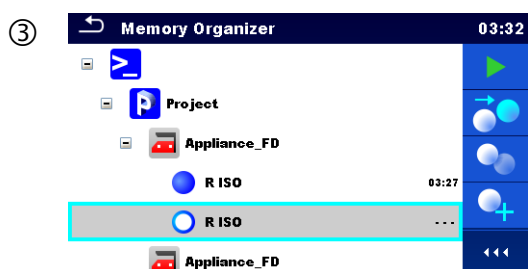 ③
Memory Organizer 03:32
Project
Appliance_FD
R ISO 03:27
R ISO ---
Appliance_FD